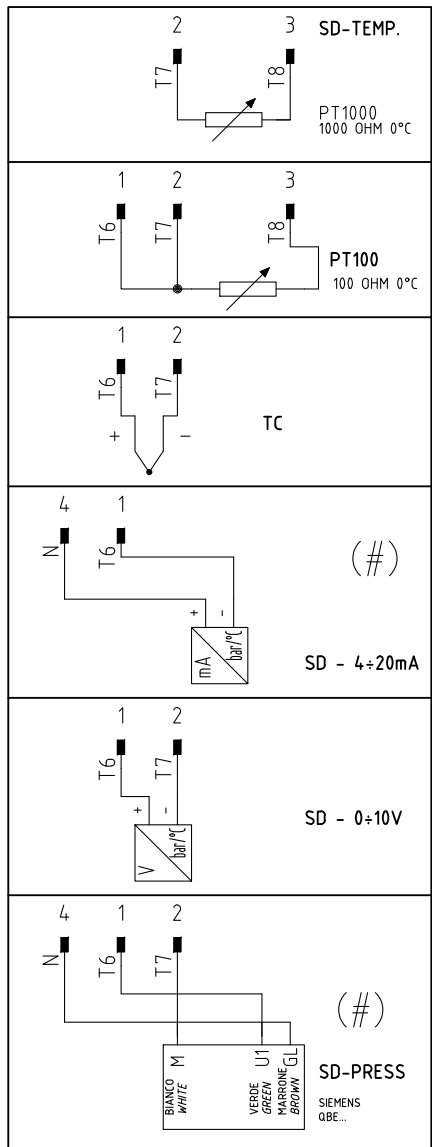 2 3 SD-TEMP.
T7 T8
PT1000
1000 OHM 0°C
1 2 3
T6 T7 T8
PT100
100 OHM 0°C
1 2
T6 T7
+ -
TC
4 1
N T6
(#)
+ -
mA bar/°C
SD - 4÷20mA
1 2
T6 T7
+ -
V bar/°C
SD - 0÷10V
4 1 2
N T6 T7
(#)
M U1 GL
BIANCO VERDE MARRONE
WHITE GREEN BROWN
SD-PRESS
SIEMENS
QBE...